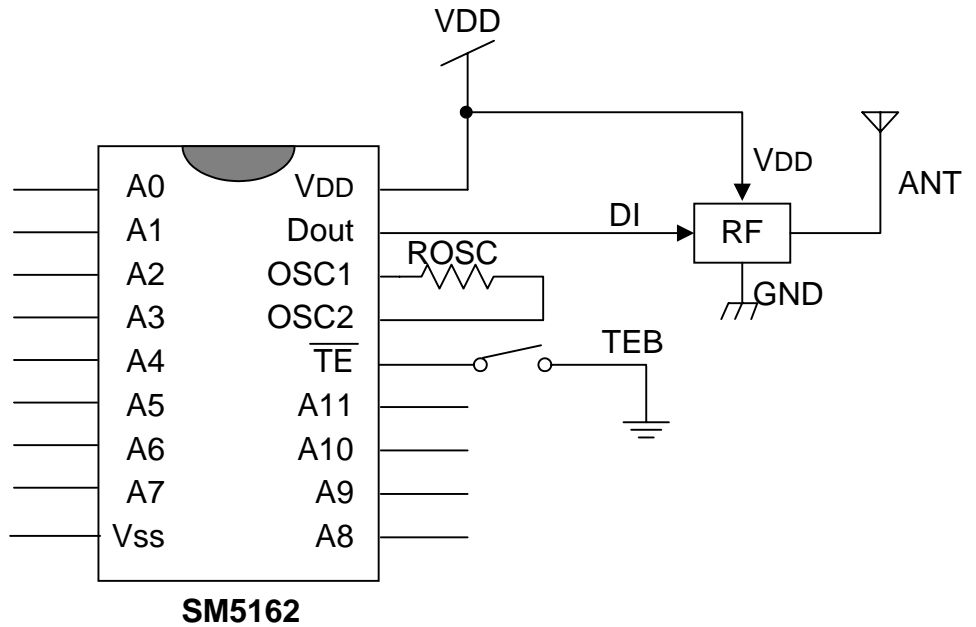 VDD
VDD
ANT
A0
VDD
A1
Dout
DI
RF
A2
OSC1
ROSC
GND
A3
OSC2
A4
TE
TEB
A5
A11
A6
A10
A7
A9
Vss
A8
SM5162